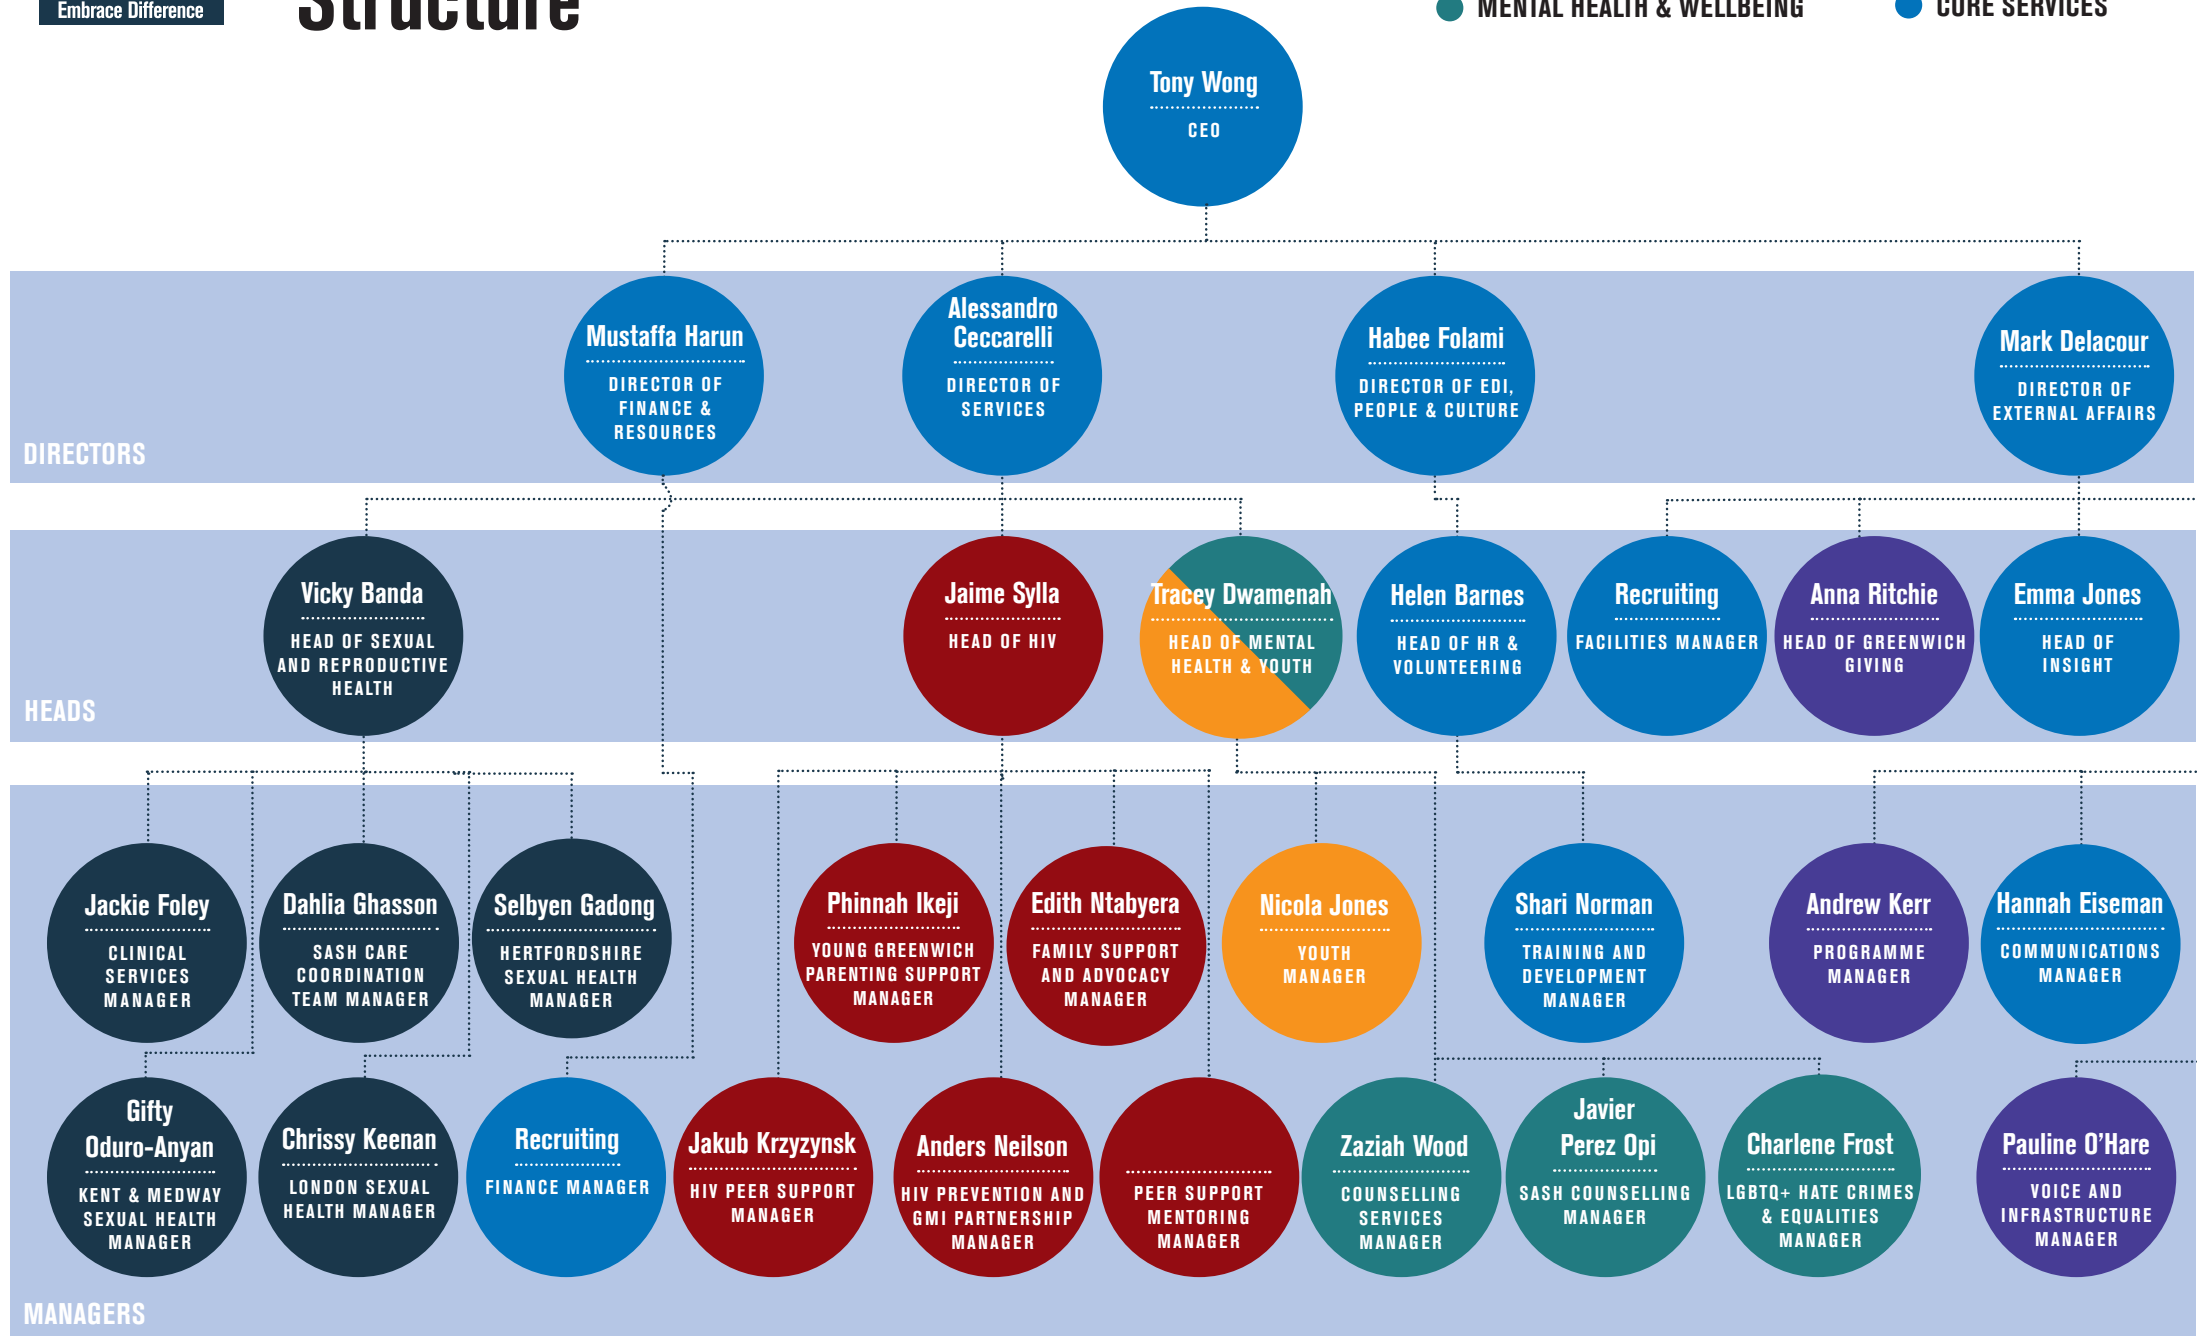 Embrace Difference
Structure
MENTAL HEALTH & WELLBEING
CORE SERVICES
Tony Wong
CEO
Mustaffa Harun
DIRECTOR OF
FINANCE &
RESOURCES
Alessandro
Ceccarelli
DIRECTOR OF
SERVICES
Habee Folami
DIRECTOR OF EDI,
PEOPLE & CULTURE
Mark Delacour
DIRECTOR OF
EXTERNAL AFFAIRS
DIRECTORS
Vicky Banda
HEAD OF SEXUAL
AND REPRODUCTIVE
HEALTH
Jaime Sylla
HEAD OF HIV
Tracey Dwamenah
HEAD OF MENTAL
HEALTH & YOUTH
Helen Barnes
HEAD OF HR &
VOLUNTEERING
Recruiting
FACILITIES MANAGER
Anna Ritchie
HEAD OF GREENWICH
GIVING
Emma Jones
HEAD OF
INSIGHT
HEADS
Jackie Foley
CLINICAL
SERVICES
MANAGER
Dahlia Ghasson
SASH CARE
COORDINATION
TEAM MANAGER
Selbyen Gadong
HERTFORDSHIRE
SEXUAL HEALTH
MANAGER
Phinnah Ikeji
YOUNG GREENWICH
PARENTING SUPPORT
MANAGER
Edith Ntabyera
FAMILY SUPPORT
AND ADVOCACY
MANAGER
Nicola Jones
YOUTH
MANAGER
Shari Norman
TRAINING AND
DEVELOPMENT
MANAGER
Andrew Kerr
PROGRAMME
MANAGER
Hannah Eiseman
COMMUNICATIONS
MANAGER
Gifty
Oduro-Anyan
KENT & MEDWAY
SEXUAL HEALTH
MANAGER
Chrissy Keenan
LONDON SEXUAL
HEALTH MANAGER
Recruiting
FINANCE MANAGER
Jakub Krzyzynsk
HIV PEER SUPPORT
MANAGER
Anders Neilson
HIV PREVENTION AND
GMI PARTNERSHIP
MANAGER
PEER SUPPORT
MENTORING
MANAGER
Zaziah Wood
COUNSELLING
SERVICES
MANAGER
Javier
Perez Opi
SASH COUNSELLING
MANAGER
Charlene Frost
LGBTQ+ HATE CRIMES
& EQUALITIES
MANAGER
Pauline O'Hare
VOICE AND
INFRASTRUCTURE
MANAGER
MANAGERS